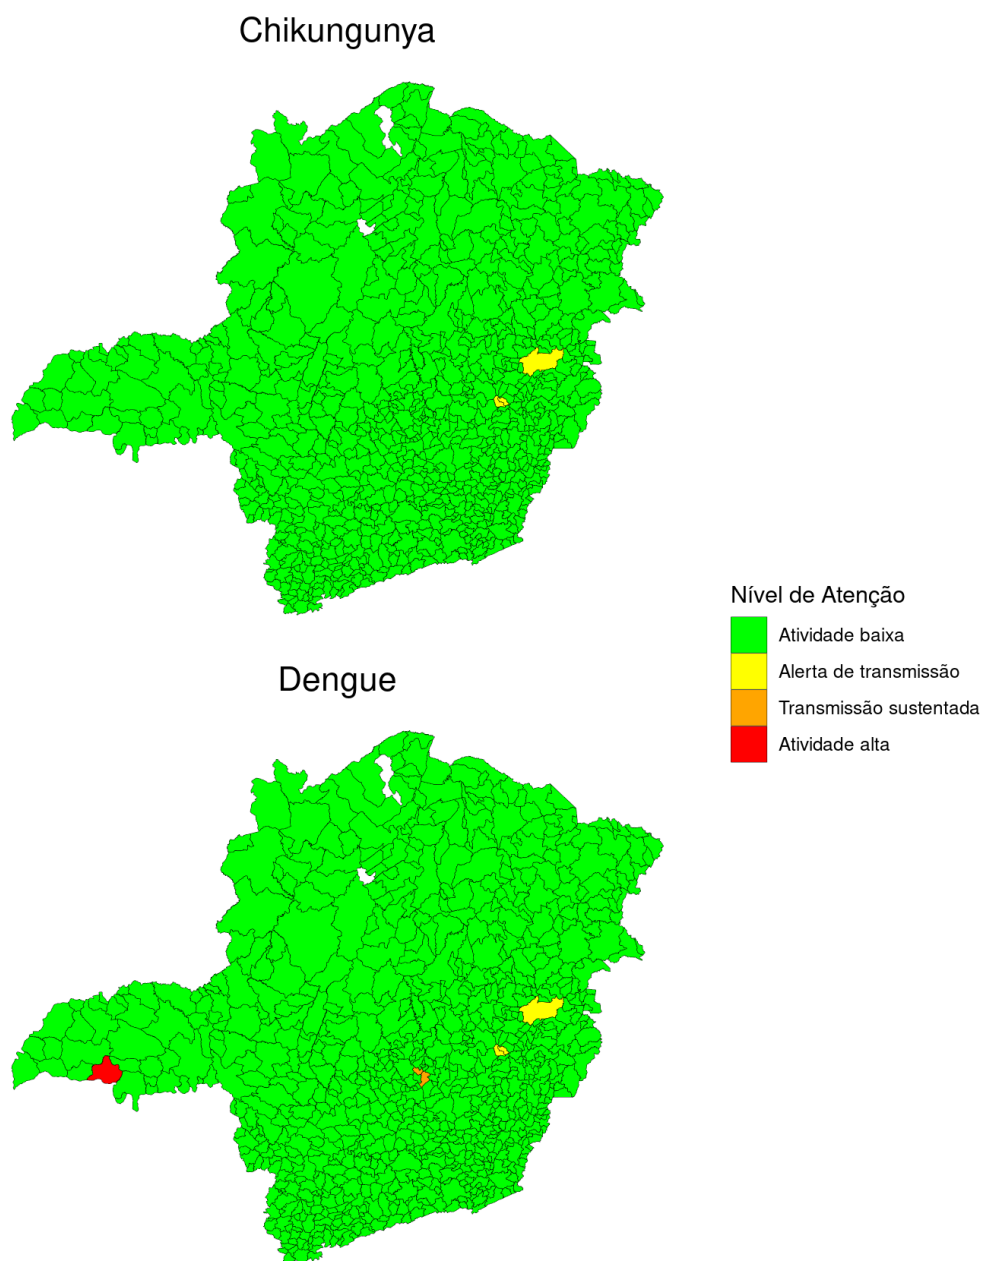 Chikungunya
Nível de Atenção
Atividade baixa
Alerta de transmissão
Transmissão sustentada
Atividade alta
Dengue